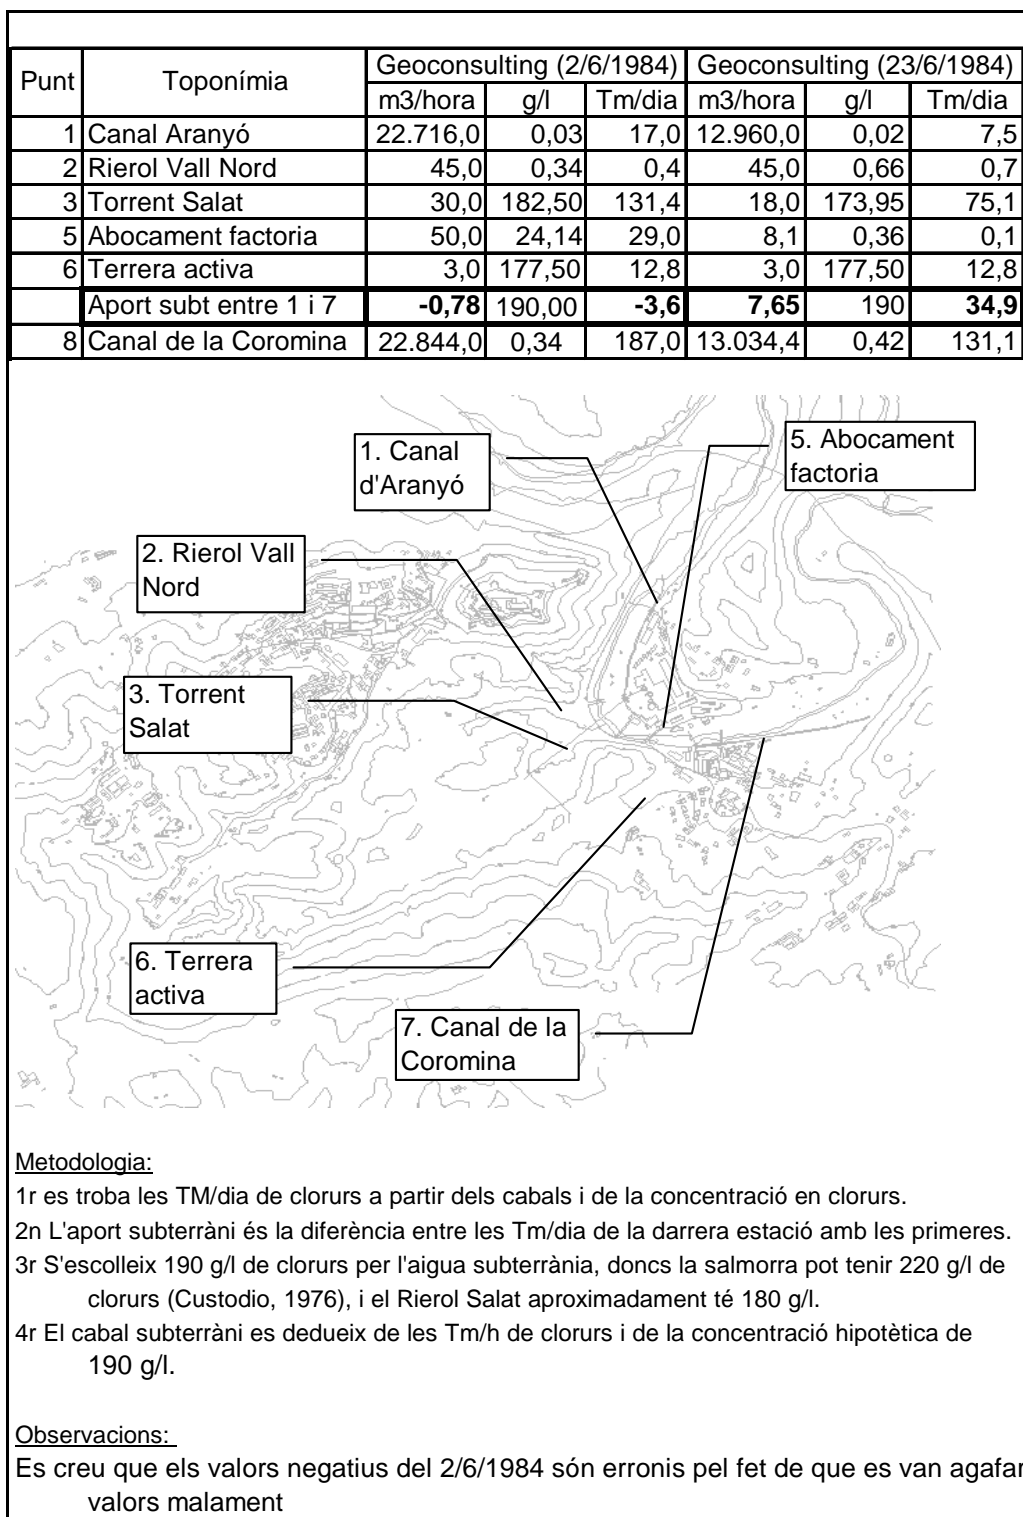 Punt Toponímia Geoconsulting (2/6/1984) Geoconsulting (23/6/1984)
m3/hora g/l Tm/dia m3/hora g/l Tm/dia
1 Canal Aranyó 22.716,0 0,03 17,0 12.960,0 0,02 7,5
2 Rierol Vall Nord 45,0 0,34 0,4 45,0 0,66 0,7
3 Torrent Salat 30,0 182,50 131,4 18,0 173,95 75,1
5 Abocament factoria 50,0 24,14 29,0 8,1 0,36 0,1
6 Terrera activa 3,0 177,50 12,8 3,0 177,50 12,8
Aport subt entre 1 i 7 -0,78 190,00 -3,6 7,65 190 34,9
8 Canal de la Coromina 22.844,0 0,34 187,0 13.034,4 0,42 131,1
1. Canal
d'Aranyó
5. Abocament
factoria
2. Rierol Vall
Nord
3. Torrent
Salat
6. Terrera
activa
7. Canal de la
Coromina
Metodologia:
1r es troba les TM/dia de clorurs a partir dels cabals i de la concentració en clorurs.
2n L'aport subterràni és la diferència entre les Tm/dia de la darrera estació amb les primeres.
3r S'escolleix 190 g/l de clorurs per l'aigua subterrània, doncs la salmorra pot tenir 220 g/l de
clorurs (Custodio, 1976), i el Rierol Salat aproximadament té 180 g/l.
4r El cabal subterràni es dedueix de les Tm/h de clorurs i de la concentració hipotètica de
190 g/l.
Observacions:
Es creu que els valors negatius del 2/6/1984 són erronis pel fet de que es van agafar
valors malament